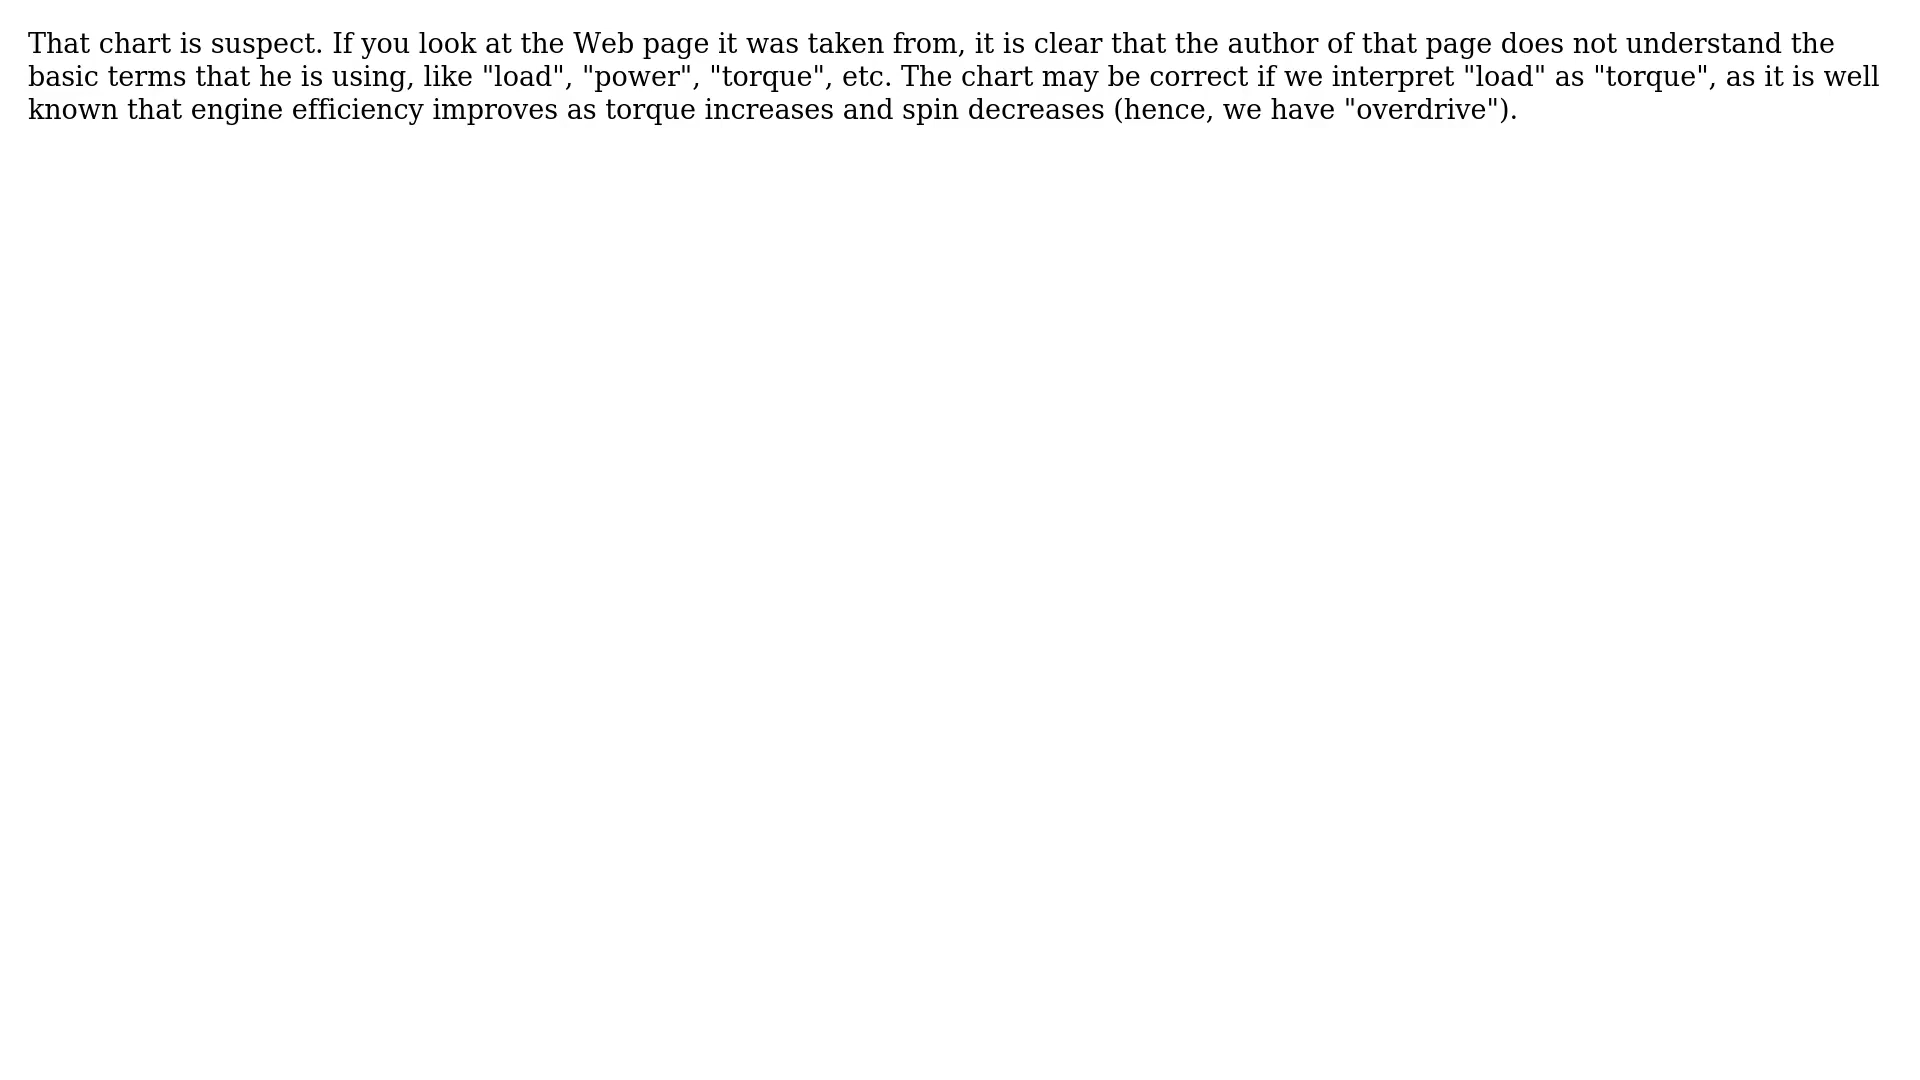 That chart is suspect. If you look at the Web page it was taken from, it is clear that the author of that page does not understand the
basic terms that he is using, like "load", "power", "torque", etc. The chart may be correct if we interpret "load" as "torque", as it is well
known that engine efficiency improves as torque increases and spin decreases (hence, we have "overdrive").